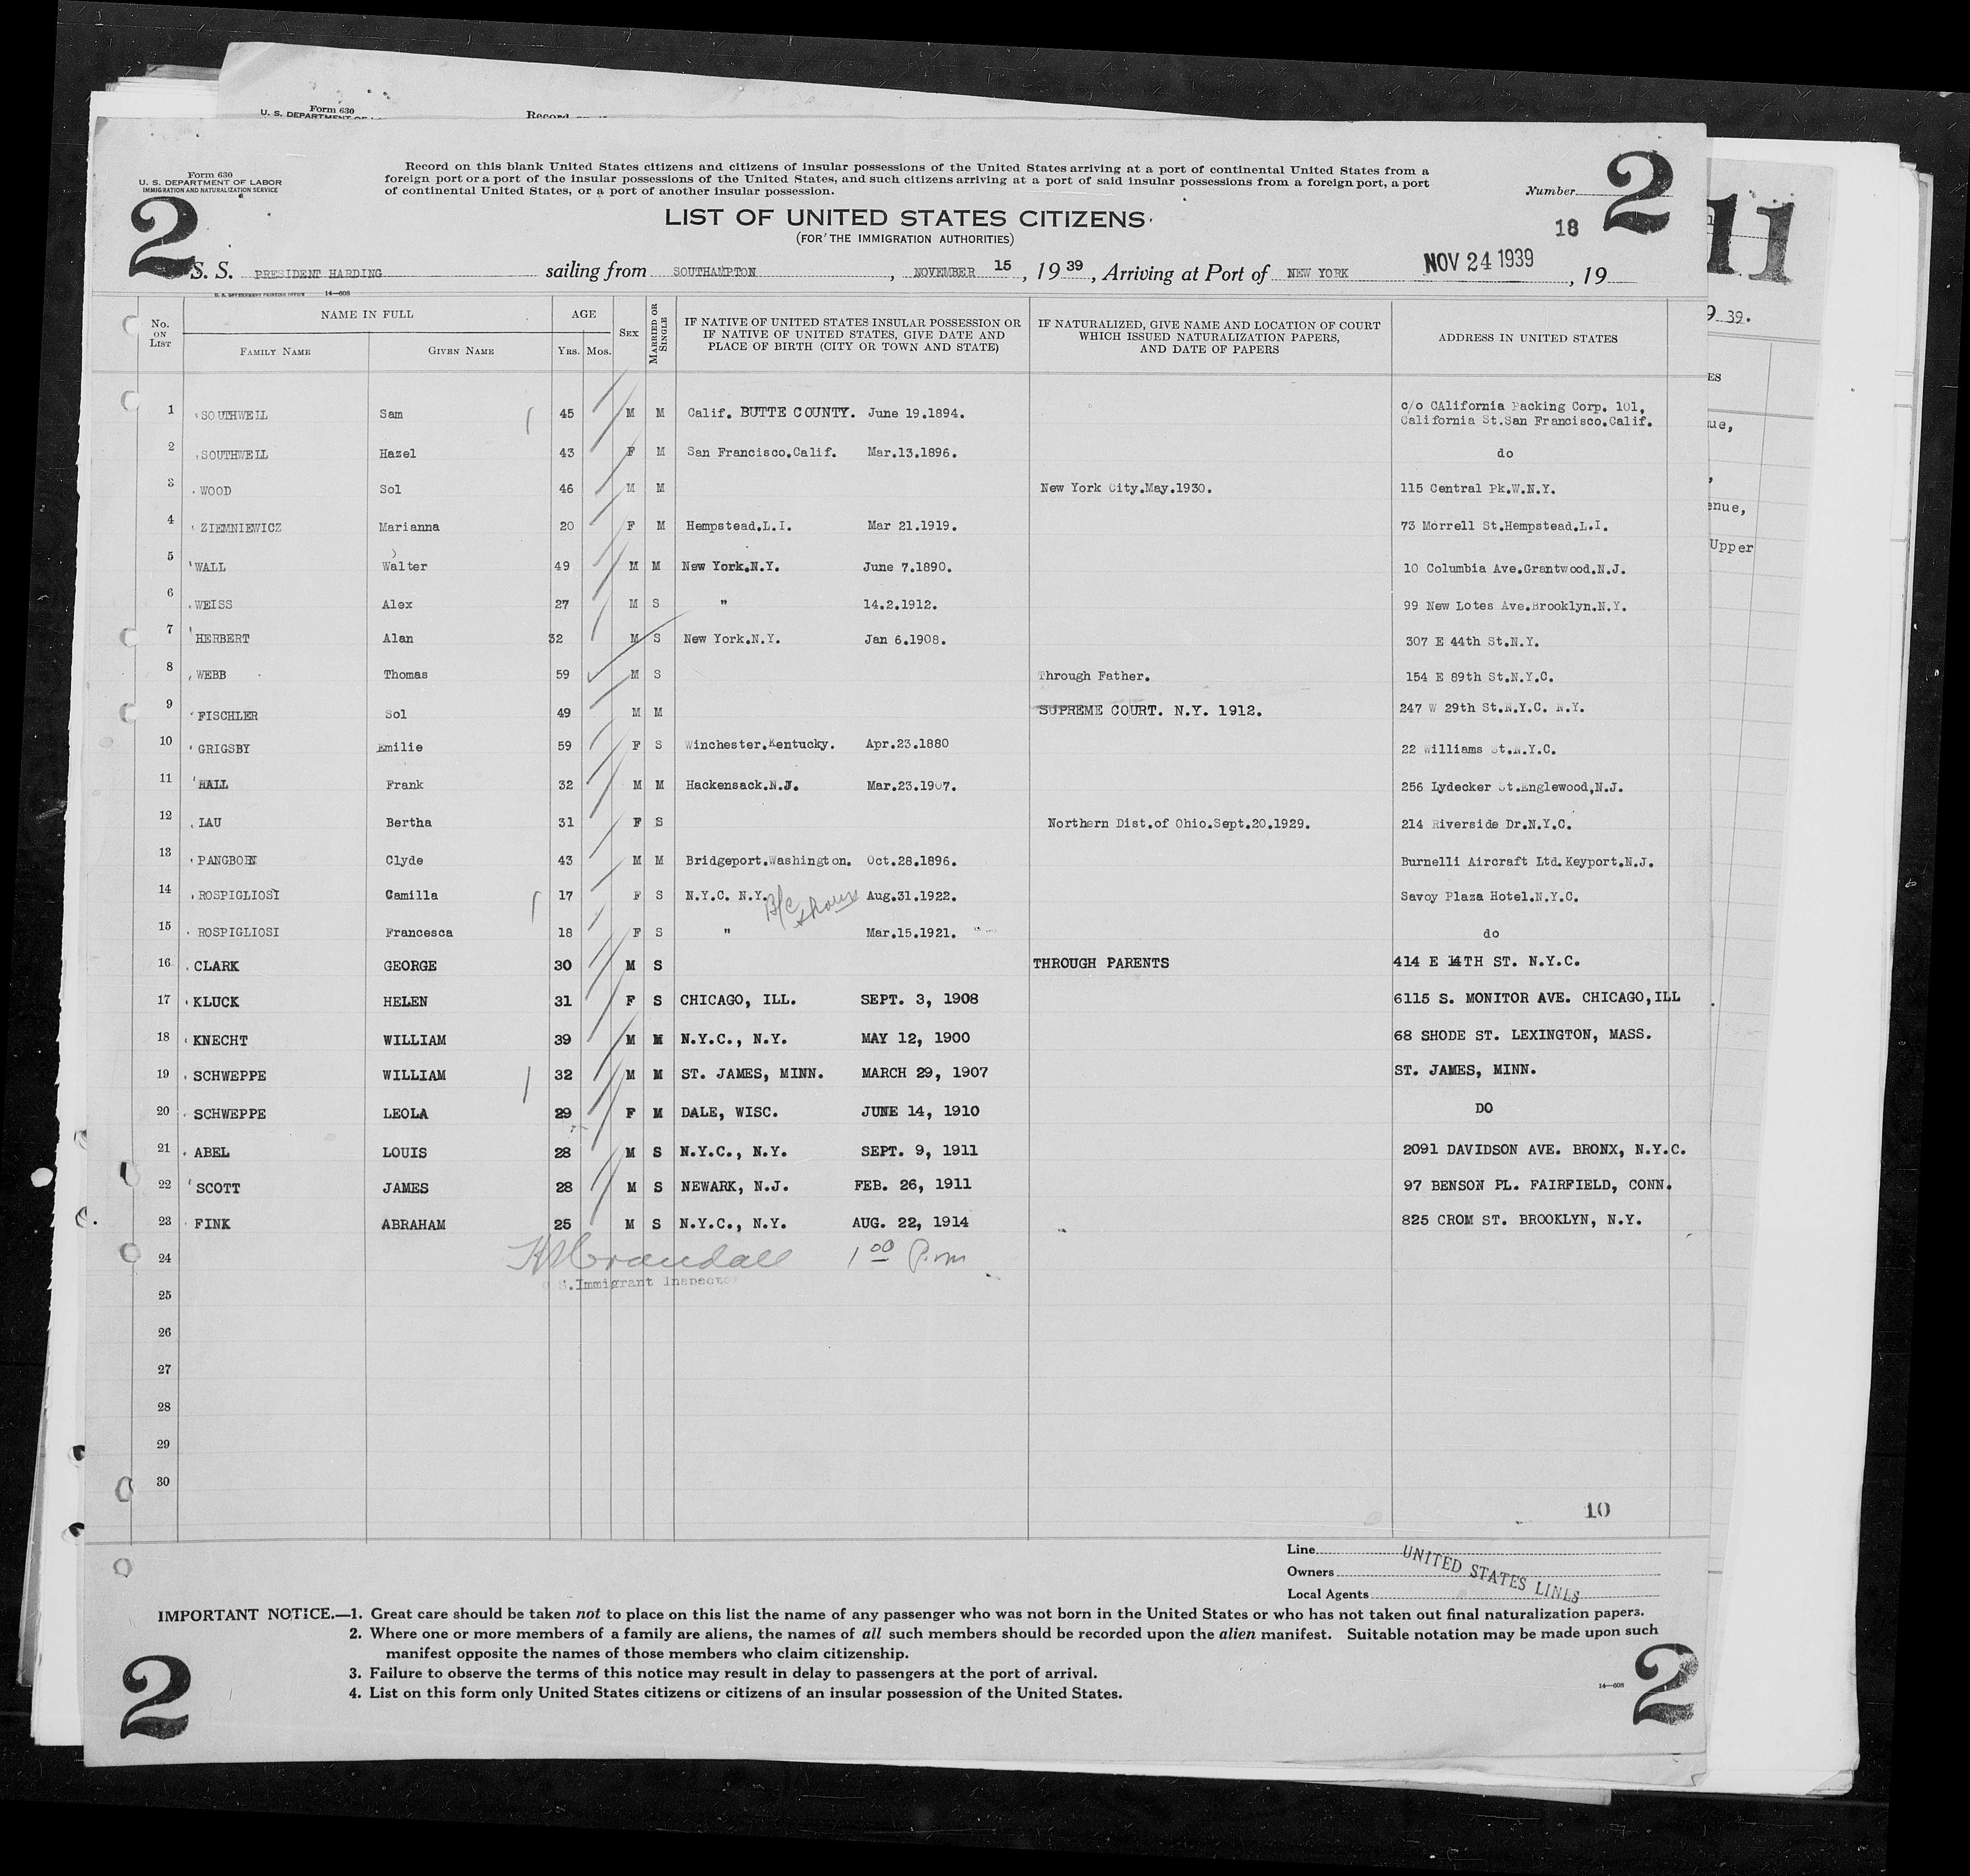 Form 630
Form 630
U. S. DEPARTMENT OF LABOR
IMMIGRATION AND NATURALIZATION SERVICE
Record on this blank United States citizens and citizens of insular possessions of the United States arriving at a port of continental United States from a
foreign port or a port of the insular possessions of the United States, and such citizens arriving at a port of said insular possessions from a foreign port, a port
of continental United States, or a port of another insular possession.
Number 2
2
LIST OF UNITED STATES CITIZENS
(FOR THE IMMIGRATION AUTHORITIES)
18
11
S. S. PRESIDENT HARDING sailing from SOUTHAMPTON, NOVEMBER 15, 1939, Arriving at Port of NEW YORK NOV 24 1939, 19
U. S. GOVERNMENT PRINTING OFFICE 14—608
9 39.
No. ON LIST NAME IN FULL FAMILY NAME GIVEN NAME AGE YRS. MOS. SEX MARRIED OR SINGLE IF NATIVE OF UNITED STATES INSULAR POSSESSION OR IF NATIVE OF UNITED STATES, GIVE DATE AND PLACE OF BIRTH (CITY OR TOWN AND STATE) IF NATURALIZED, GIVE NAME AND LOCATION OF COURT WHICH ISSUED NATURALIZATION PAPERS, AND DATE OF PAPERS ADDRESS IN UNITED STATES
1 SOUTHWELL Sam 45 M M Calif. BUTTE COUNTY. June 19.1894. c/o CAlifornia Packing Corp. 101,
California St.San Francisco.Calif.
2 SOUTHWELL Hazel 43 F M San Francisco.Calif. Mar.13.1896. do
3 WOOD Sol 46 M M New York City.May.1930. 115 Central Pk.W.N.Y.
4 ZIEMNIEWICZ Marianna 20 F M Hempstead.L.I. Mar 21.1919. 73 Morrell St.Hempstead.L.I.
5 WALL Walter 49 M M New York.N.Y. June 7.1890. 10 Columbia Ave.Grantwood.N.J.
6 WEISS Alex 27 M S " 14.2.1912. 99 New Lotes Ave.Brooklyn.N.Y.
7 HERBERT Alan 32 M S New York.N.Y. Jan 6.1908. 307 E 44th St.N.Y.
8 WEBB Thomas 59 M S Through Father. 154 E 89th St.N.Y.C.
9 FISCHLER Sol 49 M M SUPREME COURT. N.Y. 1912. 247 W 29th St.N.Y.C. N.Y.
10 GRIGSBY Emilie 59 F S Winchester.Kentucky. Apr.23.1880 22 Williams St.N.Y.C.
11 HALL Frank 32 M M Hackensack.N.J. Mar.23.1907. 256 Lydecker St.Englewood,N.J.
12 LAU Bertha 31 F S Northern Dist.of Ohio.Sept.20.1929. 214 Riverside Dr.N.Y.C.
13 PANGBORN Clyde 43 M M Bridgeport.Washington. Oct.28.1896. Burnelli Aircraft Ltd.Keyport.N.J.
14 ROSPIGLIOSI Camilla 17 F S N.Y.C. N.Y. B/C shown Aug.31.1922. Savoy Plaza Hotel.N.Y.C.
15 ROSPIGLIOSI Francesca 18 F S " Mar.15.1921. do
16 CLARK GEORGE 30 M S THROUGH PARENTS 414 E 14TH ST. N.Y.C.
17 KLUCK HELEN 31 F S CHICAGO, ILL. SEPT. 3, 1908 6115 S. MONITOR AVE. CHICAGO,ILL.
18 KNECHT WILLIAM 39 M M N.Y.C., N.Y. MAY 12, 1900 68 SHODE ST. LEXINGTON, MASS.
19 SCHWEPPE WILLIAM 32 M M ST. JAMES, MINN. MARCH 29, 1907 ST. JAMES, MINN.
20 SCHWEPPE LEOLA 29 F M DALE, WISC. JUNE 14, 1910 DO
21 ABEL LOUIS 28 M S N.Y.C., N.Y. SEPT. 9, 1911 2091 DAVIDSON AVE. BRONX, N.Y.C.
22 SCOTT JAMES 28 M S NEWARK, N.J. FEB. 26, 1911 97 BENSON PL. FAIRFIELD, CONN.
23 FINK ABRAHAM 25 M S N.Y.C., N.Y. AUG. 22, 1914 825 CROM ST. BROOKLYN, N.Y.
24 Crandall 1 00 P.m
S.Immigrant Inspector
25
26
27
28
29
30
10
Line UNITED STATES LINES
Owners
Local Agents
IMPORTANT NOTICE.—1. Great care should be taken not to place on this list the name of any passenger who was not born in the United States or who has not taken out final naturalization papers.
2. Where one or more members of a family are aliens, the names of all such members should be recorded upon the alien manifest. Suitable notation may be made upon such
manifest opposite the names of those members who claim citizenship.
3. Failure to observe the terms of this notice may result in delay to passengers at the port of arrival.
4. List on this form only United States citizens or citizens of an insular possession of the United States.
14—608
2
2